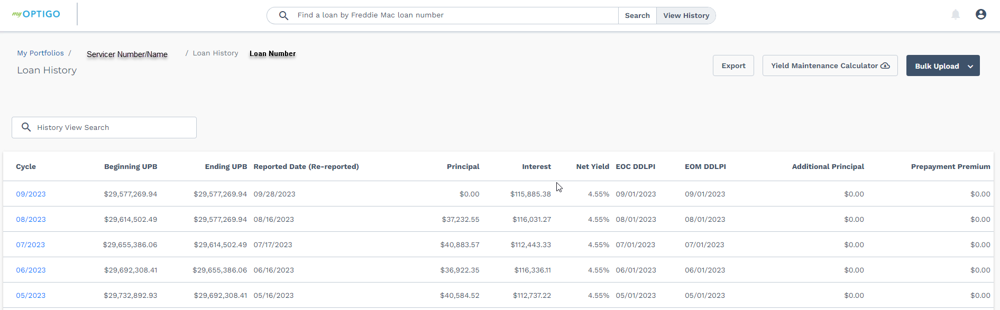 myOPTIGO Find a loan by Freddie Mac loan number Search View History
My Portfolios / Servicer Number/Name / Loan History Loan Number
Loan History
Export Yield Maintenance Calculator Bulk Upload
History View Search
Cycle Beginning UPB Ending UPB Reported Date (Re-reported) Principal Interest Net Yield EOC DDLPI EOM DDLPI Additional Principal Prepayment Premium
09/2023 $29,577,269.94 $29,577,269.94 09/28/2023 $0.00 $115,885.38 4.55% 09/01/2023 09/01/2023 $0.00 $0.00
08/2023 $29,614,502.49 $29,577,269.94 08/16/2023 $37,232.55 $116,031.27 4.55% 08/01/2023 08/01/2023 $0.00 $0.00
07/2023 $29,655,386.06 $29,614,502.49 07/17/2023 $40,883.57 $112,443.33 4.55% 07/01/2023 07/01/2023 $0.00 $0.00
06/2023 $29,692,308.41 $29,655,386.06 06/16/2023 $36,922.35 $116,336.11 4.55% 06/01/2023 06/01/2023 $0.00 $0.00
05/2023 $29,732,892.93 $29,692,308.41 05/16/2023 $40,584.52 $112,737.22 4.55% 05/01/2023 05/01/2023 $0.00 $0.00